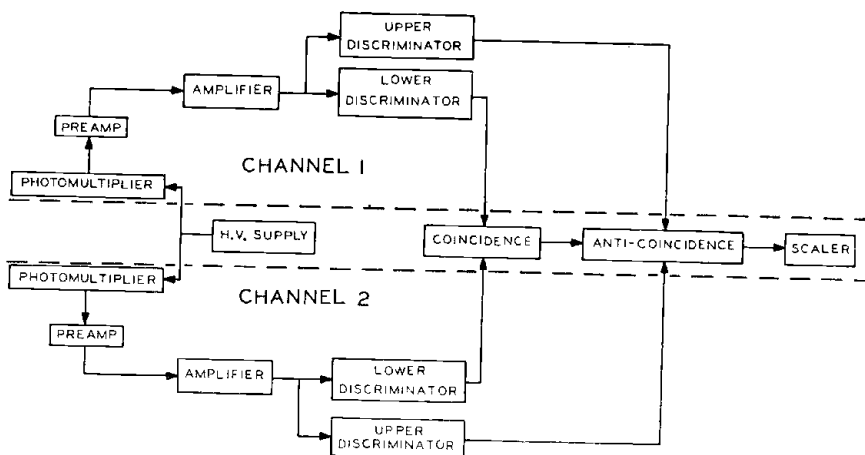 UPPER
DISCRIMINATOR
AMPLIFIER
LOWER
DISCRIMINATOR
PREAMP
CHANNEL 1
PHOTOMULTIPLIER
H.V. SUPPLY
COINCIDENCE
ANTI-COINCIDENCE
SCALER
PHOTOMULTIPLIER
CHANNEL 2
PREAMP
AMPLIFIER
LOWER
DISCRIMINATOR
UPPER
DISCRIMINATOR